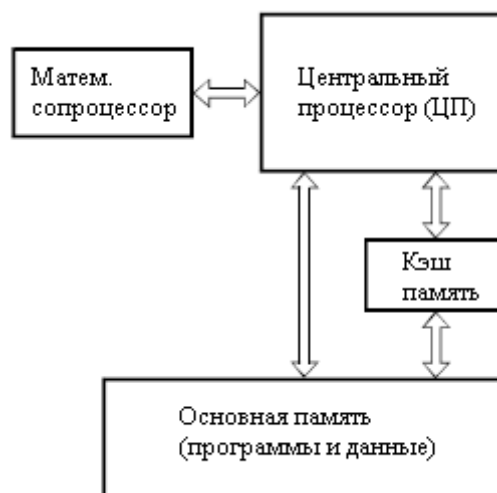 Матем.
сопроцессор
Центральный
процессор (ЦП)
Кэш
память
Основная память
(программы и данные)